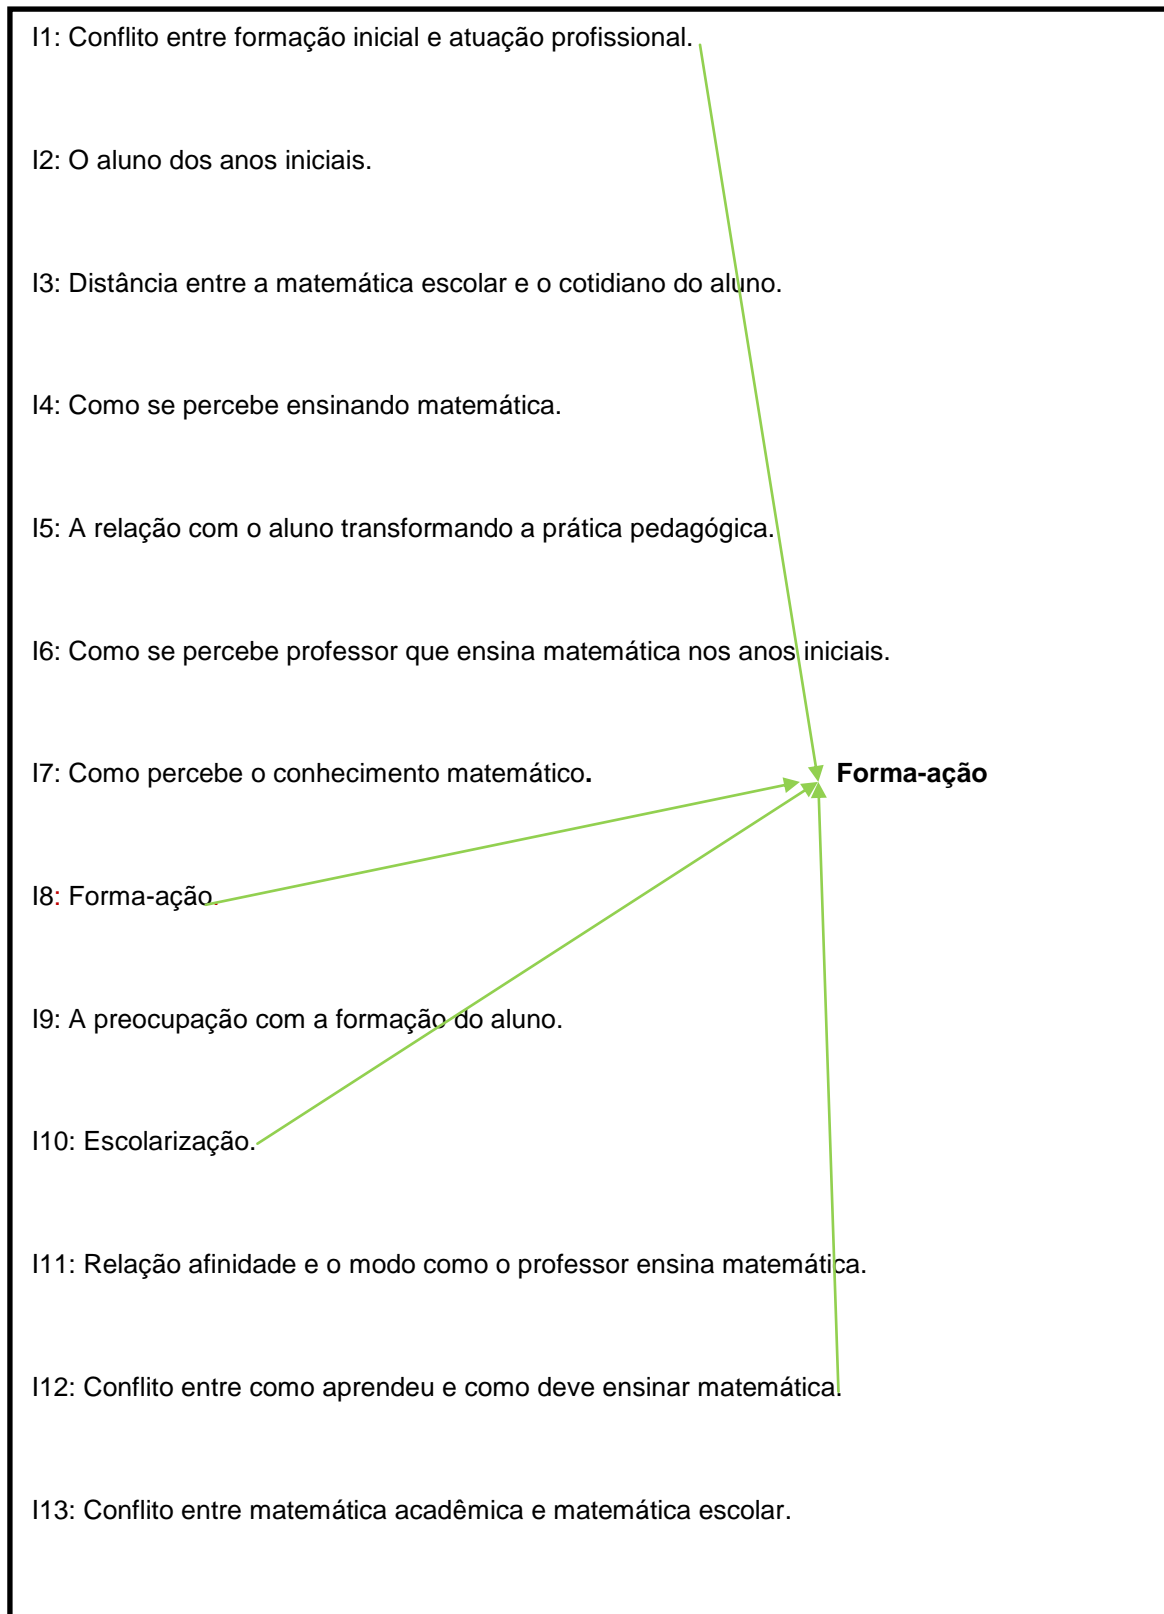 I1: Conflito entre formação inicial e atuação profissional.
I2: O aluno dos anos iniciais.
I3: Distância entre a matemática escolar e o cotidiano do aluno.
I4: Como se percebe ensinando matemática.
I5: A relação com o aluno transformando a prática pedagógica.
I6: Como se percebe professor que ensina matemática nos anos iniciais.
I7: Como percebe o conhecimento matemático.
Forma-ação
I8: Forma-ação.
I9: A preocupação com a formação do aluno.
I10: Escolarização.
I11: Relação afinidade e o modo como o professor ensina matemática.
I12: Conflito entre como aprendeu e como deve ensinar matemática.
I13: Conflito entre matemática acadêmica e matemática escolar.